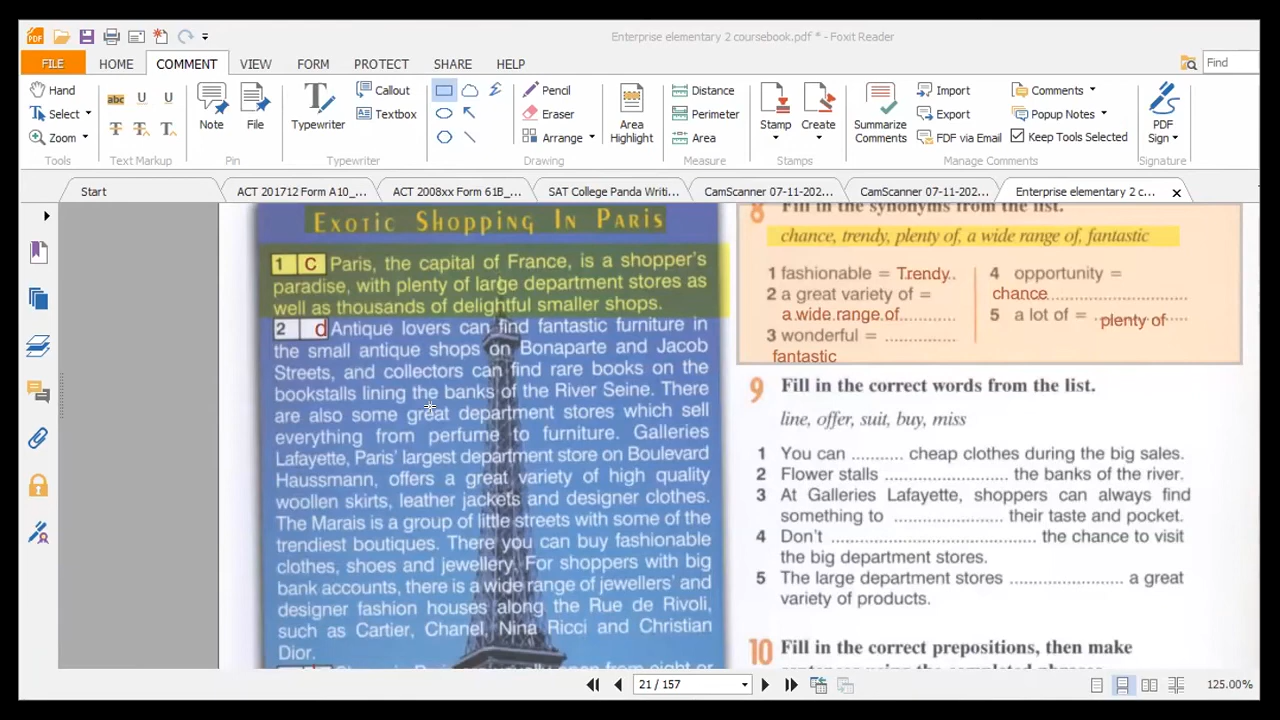 Enterprise elementary 2 coursebook.pdf * - Foxit Reader
FILE HOME COMMENT VIEW FORM PROTECT SHARE HELP Find
Hand Select Zoom Tools
abc U U T T T Text Markup
Note File Pin
Typewriter Callout Textbox Typewriter
Pencil Eraser Arrange Area Highlight Drawing
Distance Perimeter Area Measure
Stamp Create Stamps
Summarize Comments Import Export FDF via Email Comments Popup Notes Keep Tools Selected Manage Comments
PDF Sign Signature
Start ACT 201712 Form A10_... ACT 2008xx Form 61B_... SAT College Panda Writi... CamScanner 07-11-202... CamScanner 07-11-202... Enterprise elementary 2 c...
Exotic Shopping In Paris
1 C Paris, the capital of France, is a shopper's
paradise, with plenty of large department stores as
well as thousands of delightful smaller shops.
2 d Antique lovers can find fantastic furniture in
the small antique shops on Bonaparte and Jacob
Streets, and collectors can find rare books on the
bookstalls lining the banks of the River Seine. There
are also some great department stores which sell
everything from perfume to furniture. Galleries
Lafayette, Paris' largest department store on Boulevard
Haussmann, offers a great variety of high quality
woollen skirts, leather jackets and designer clothes.
The Marais is a group of little streets with some of the
trendiest boutiques. There you can buy fashionable
clothes, shoes and jewellery. For shoppers with big
bank accounts, there is a wide range of jewellers' and
designer fashion houses along the Rue de Rivoli,
such as Cartier, Chanel, Nina Ricci and Christian
Dior.
8 Fill in the synonyms from the list.
chance, trendy, plenty of, a wide range of, fantastic
1 fashionable = Trendy..
2 a great variety of =
a wide range of............
3 wonderful = ...............
fantastic
4 opportunity =
chance..............................
5 a lot of = plenty of
9 Fill in the correct words from the list.
line, offer, suit, buy, miss
1 You can ........... cheap clothes during the big sales.
2 Flower stalls .......................... the banks of the river.
3 At Galleries Lafayette, shoppers can always find
something to ....................... their taste and pocket.
4 Don't ........................................... the chance to visit
the big department stores.
5 The large department stores ........................ a great
variety of products.
10 Fill in the correct prepositions, then make
21 / 157
125.00%